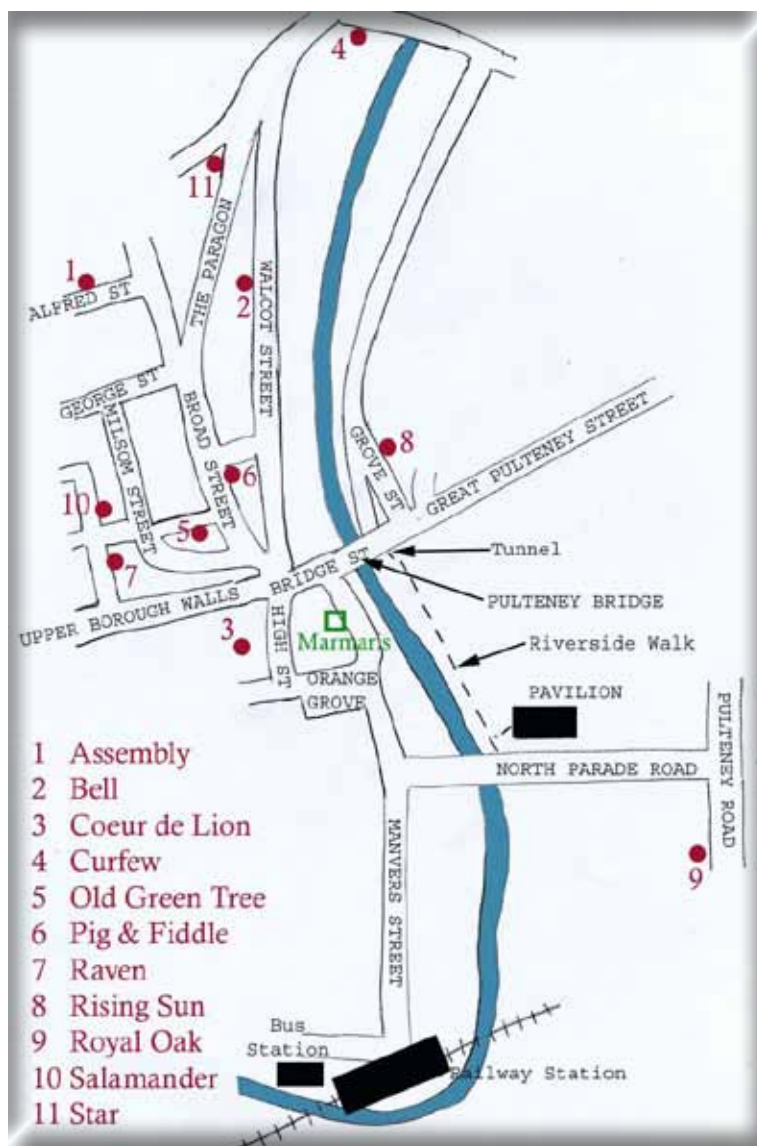 4
11
THE PARAGON
1
ALFRED ST
2
WALCOT STREET
GEORGE ST
MILSOM STREET
BROAD STREET
GROVE ST
8
GREAT PULTENEY STREET
6
10
5
7
Tunnel
BRIDGE ST
UPPER BOROUGH WALLS
PULTENEY BRIDGE
3
HIGH ST
Marmaris
Riverside Walk
ORANGE
GROVE
PAVILION
PULTENEY ROAD
NORTH PARADE ROAD
MANVERS STREET
9
1 Assembly
2 Bell
3 Coeur de Lion
4 Curfew
5 Old Green Tree
6 Pig & Fiddle
7 Raven
8 Rising Sun
9 Royal Oak
10 Salamander
11 Star
Bus
Station
Railway Station